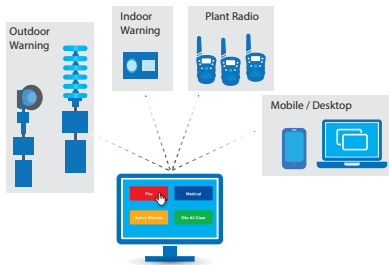 Outdoor
Warning
Indoor
Warning
Plant Radio
Mobile / Desktop
Fire
Medical
Active Shooter
Site All Clear